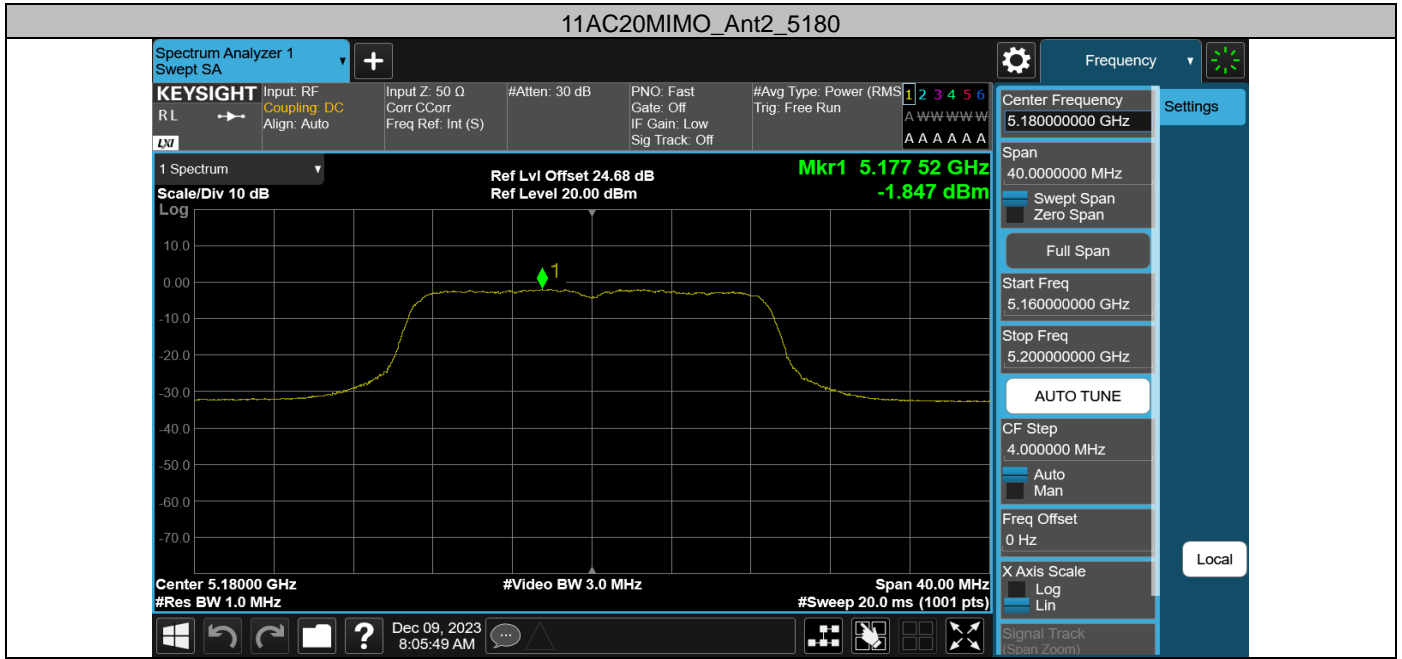 11AC20MIMO_Ant2_5180
Spectrum Analyzer 1
Swept SA
Frequency
KEYSIGHT
R L
LXI
Input: RF
Coupling: DC
Align: Auto
Input Z: 50 Ω
Corr CCorr
Freq Ref: Int (S)
#Atten: 30 dB
PNO: Fast
Gate: Off
IF Gain: Low
Sig Track: Off
#Avg Type: Power (RMS
Trig: Free Run
1 2 3 4 5 6
A W W W W W
A A A A A A
1 Spectrum
Scale/Div 10 dB
Log
Ref Lvl Offset 24.68 dB
Ref Level 20.00 dBm
Mkr1 5.177 52 GHz
-1.847 dBm
10.0
0.00
-10.0
-20.0
-30.0
-40.0
-50.0
-60.0
-70.0
1
Center 5.18000 GHz
#Res BW 1.0 MHz
#Video BW 3.0 MHz
Span 40.00 MHz
#Sweep 20.0 ms (1001 pts)
Dec 09, 2023
8:05:49 AM
Center Frequency
5.180000000 GHz
Span
40.0000000 MHz
Swept Span
Zero Span
Full Span
Start Freq
5.160000000 GHz
Stop Freq
5.200000000 GHz
AUTO TUNE
CF Step
4.000000 MHz
Auto
Man
Freq Offset
0 Hz
X Axis Scale
Log
Lin
Signal Track
(Span Zoom)
Settings
Local